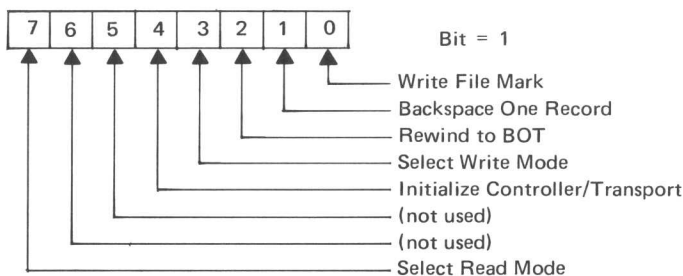 7 6 5 4 3 2 1 0
Bit = 1
Write File Mark
Backspace One Record
Rewind to BOT
Select Write Mode
Initialize Controller/Transport
(not used)
(not used)
Select Read Mode